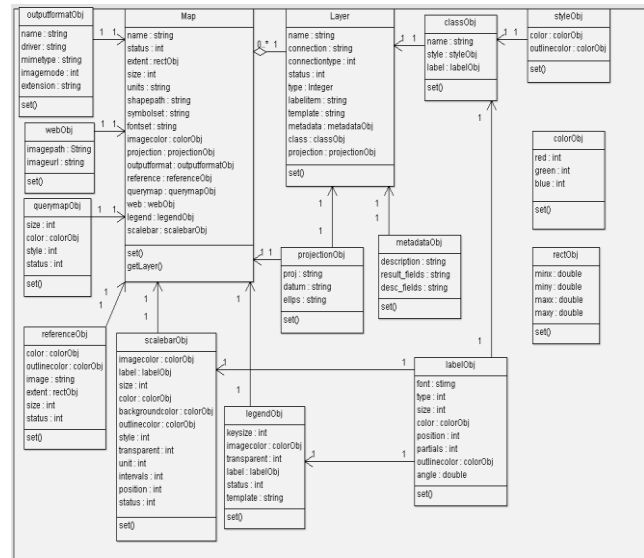 outputformatObj
name : string
driver : string
mimetype : string
imagemode : int
extension : string
set()
webObj
imagepath : String
imageurl : string
set()
querymapObj
size : int
color : colorObj
style : int
status : int
set()
referenceObj
color : colorObj
outlinecolor : colorObj
image : string
extent : rectObj
size : int
status : int
set()
Map
name : string
status : int
extent : rectObj
size : int
units : string
shapepath : string
symbolset : string
fontset : string
imagecolor : colorObj
projection : projectionObj
outputformat : outputformatObj
reference : referenceObj
querymap : querymapObj
web : webObj
legend : legendObj
scalebar : scalebarObj
set()
getLayer()
scalebarObj
imagecolor : colorObj
label : labelObj
size : int
color : colorObj
backgroundcolor : colorObj
outlinecolor : colorObj
style : int
transparent : int
unit : int
intervals : int
position : int
status : int
set()
Layer
name : string
connection : string
connectiontype : int
status : int
type : Integer
labelitem : string
template : string
metadata : metadataObj
class : classObj
projection : projectionObj
set()
projectionObj
proj : string
datum : string
ellps : string
set()
metadataObj
description : string
result_fields : string
desc_fields : string
set()
legendObj
keysize : int
imagecolor : colorObj
transparent : int
label : labelObj
status : int
template : string
set()
classObj
name : string
style : styleObj
label : labelObj
set()
labelObj
font : stirng
type : int
size : int
color : colorObj
position : int
partials : int
outlinecolor : colorObj
angle : double
set()
styleObj
color : colorObj
outlinecolor : colorObj
set()
colorObj
red : int
green : int
blue : int
set()
rectObj
minx : double
miny : double
maxx : double
maxy : double
1 1
1 1
1 1
1
1
1
1
0..* 1
1 1
1 1
1
1
1
1
1 1
1
1
1
1
1
1
1
1